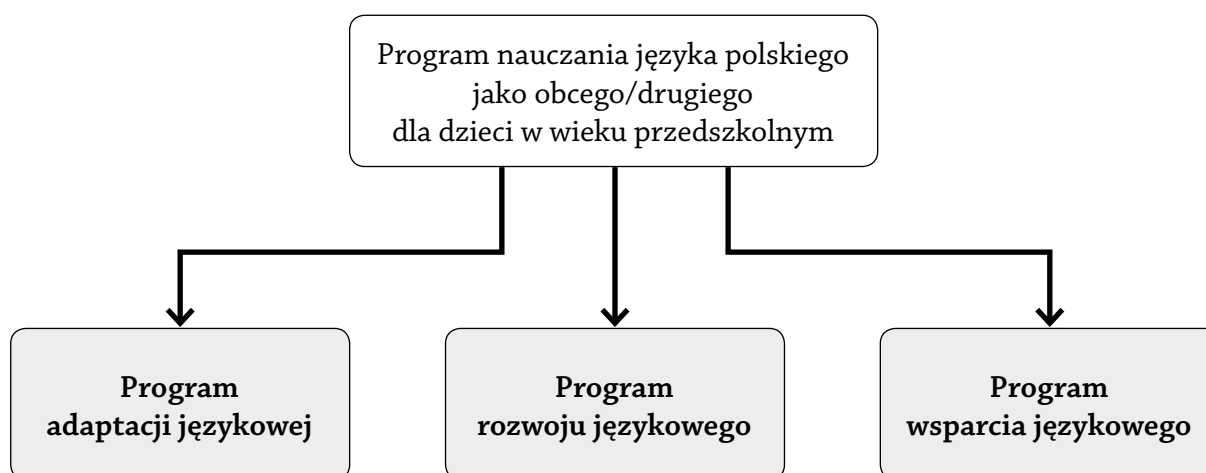 Program nauczania języka polskiego
jako obcego/drugiego
dla dzieci w wieku przedszkolnym
Program
adaptacji językowej
Program
rozwoju językowego
Program
wsparcia językowego